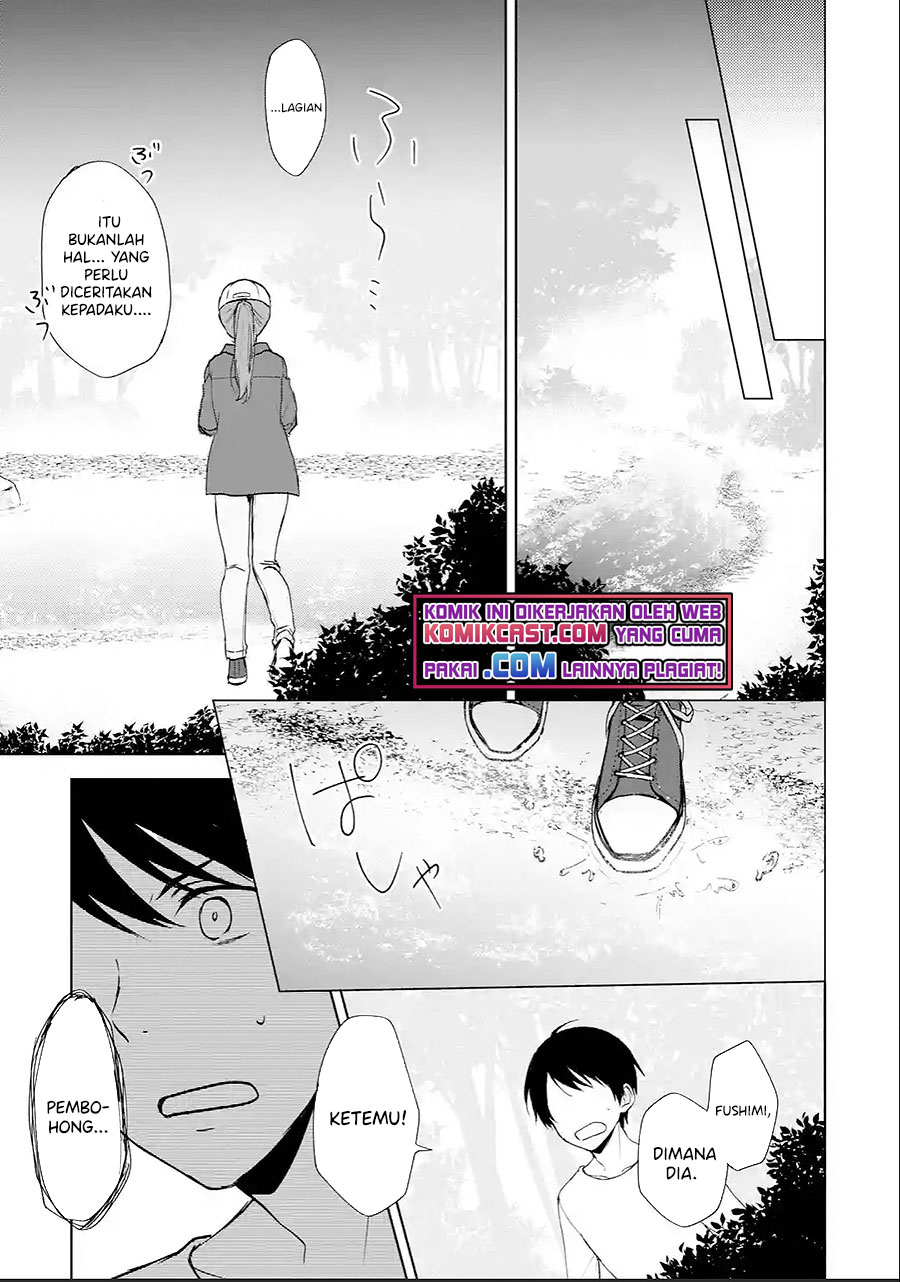 ...LAGIAN
ふ
ら
ぶつ
ITU
BUKANLAH
HAL... YANG
PERLU
DICERITAKAN
KEPADAKU....
ぶつ
KOMIK INI DIKERJAKAN OLEH WEB
KOMIKCAST.COM YANG CUMA
PAKAI .COM LAINNYA PLAGIAT!
ぱ
しゃ
FUSHIMI,
DIMANA
DIA.
KETEMU!
PEMBO-
HONG...